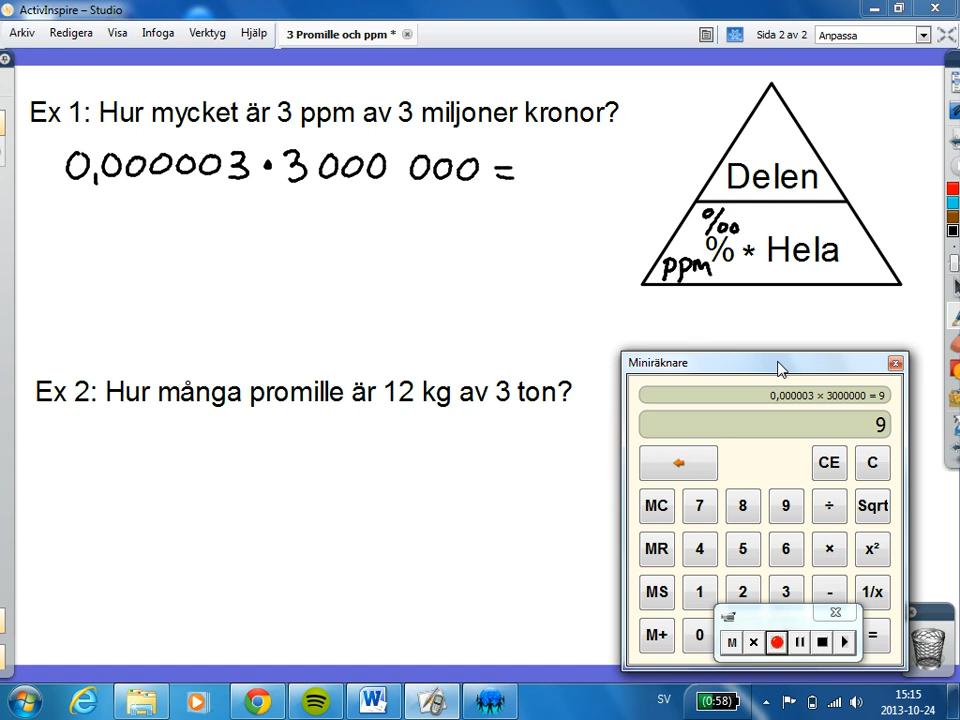 ActivInspire – Studio
Arkiv Redigera Visa Infoga Verktyg Hjälp 3 Promille och ppm * Sida 2 av 2 Anpassa
Ex 1: Hur mycket är 3 ppm av 3 miljoner kronor?
0,000003 · 3 000 000 =
Delen
‰
% * Hela
ppm
Ex 2: Hur många promille är 12 kg av 3 ton?
Miniräknare
0,000003 × 3000000 = 9
9
CE C
MC 7 8 9 ÷ Sqrt
MR 4 5 6 × x²
MS 1 2 3 - 1/x
M+ 0 =
M
SV (0:58) 15:15
2013-10-24